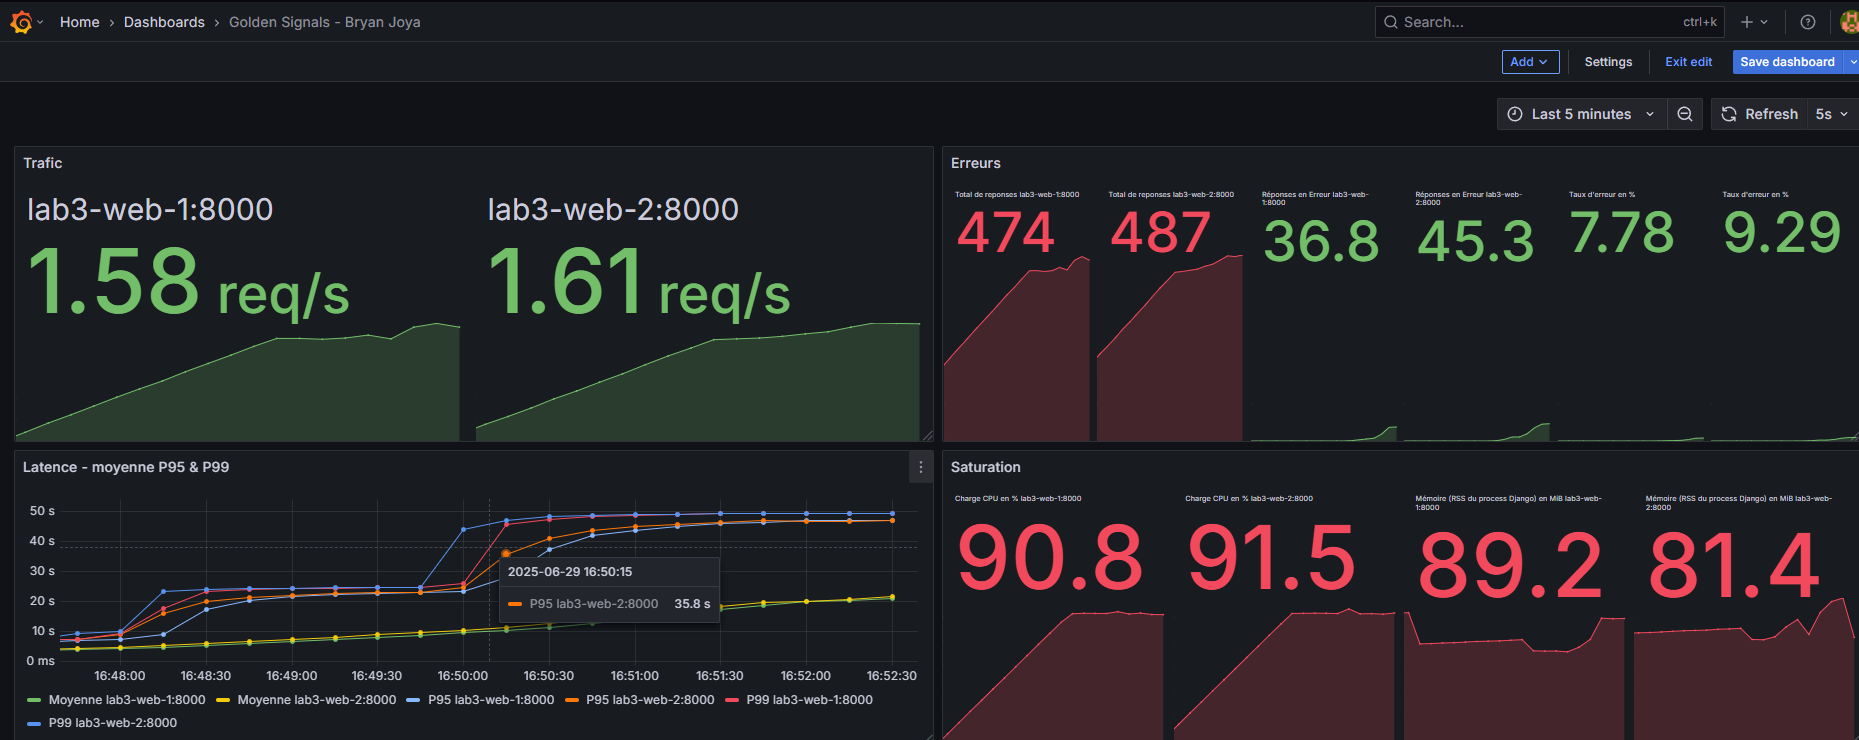 Home › Dashboards › Golden Signals - Bryan Joya
Search... ctrl+k
Add Settings Exit edit Save dashboard
Last 5 minutes Refresh 5s
Trafic
lab3-web-1:8000
1.58 req/s
lab3-web-2:8000
1.61 req/s
Erreurs
Total de reponses lab3-web-1:8000
474
Total de reponses lab3-web-2:8000
487
Réponses en Erreur lab3-web-
1:8000
36.8
Réponses en Erreur lab3-web-
2:8000
45.3
Taux d'erreur en %
7.78
Taux d'erreur en %
9.29
Latence - moyenne P95 & P99
50 s
40 s
30 s
20 s
10 s
0 ms
2025-06-29 16:50:15
P95 lab3-web-2:8000 35.8 s
16:48:00 16:48:30 16:49:00 16:49:30 16:50:00 16:50:30 16:51:00 16:51:30 16:52:00 16:52:30
Moyenne lab3-web-1:8000 Moyenne lab3-web-2:8000 P95 lab3-web-1:8000 P95 lab3-web-2:8000 P99 lab3-web-1:8000
P99 lab3-web-2:8000
Saturation
Charge CPU en % lab3-web-1:8000
90.8
Charge CPU en % lab3-web-2:8000
91.5
Mémoire (RSS du process Django) en MiB lab3-web-
1:8000
89.2
Mémoire (RSS du process Django) en MiB lab3-web-
2:8000
81.4